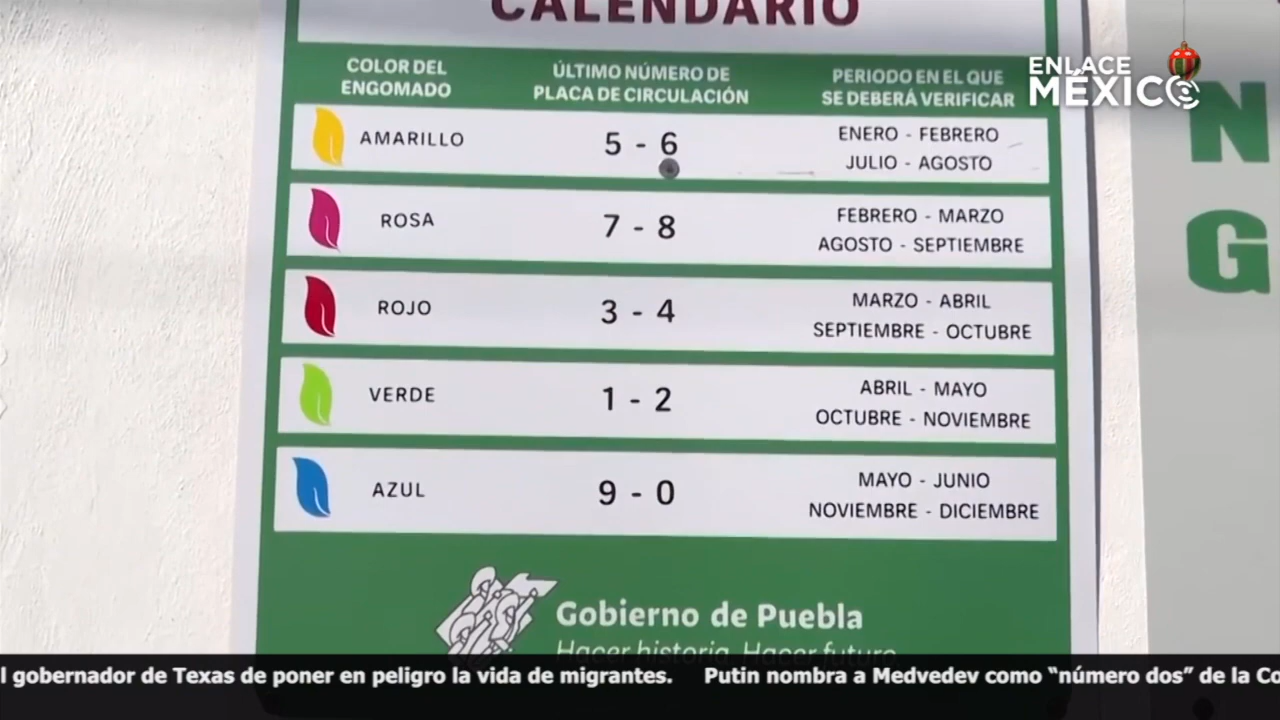 CALENDARIO
COLOR DEL
ENGOMADO
ÚLTIMO NÚMERO DE
PLACA DE CIRCULACIÓN
PERIODO EN EL QUE
SE DEBERÁ VERIFICAR
ENLACE
MÉXICO
N
G
AMARILLO
5 - 6
ENERO - FEBRERO
JULIO - AGOSTO
ROSA
7 - 8
FEBRERO - MARZO
AGOSTO - SEPTIEMBRE
ROJO
3 - 4
MARZO - ABRIL
SEPTIEMBRE - OCTUBRE
VERDE
1 - 2
ABRIL - MAYO
OCTUBRE - NOVIEMBRE
AZUL
9 - 0
MAYO - JUNIO
NOVIEMBRE - DICIEMBRE
Gobierno de Puebla
Hacer historia. Hacer futuro.
l gobernador de Texas de poner en peligro la vida de migrantes. Putin nombra a Medvedev como “número dos” de la Co